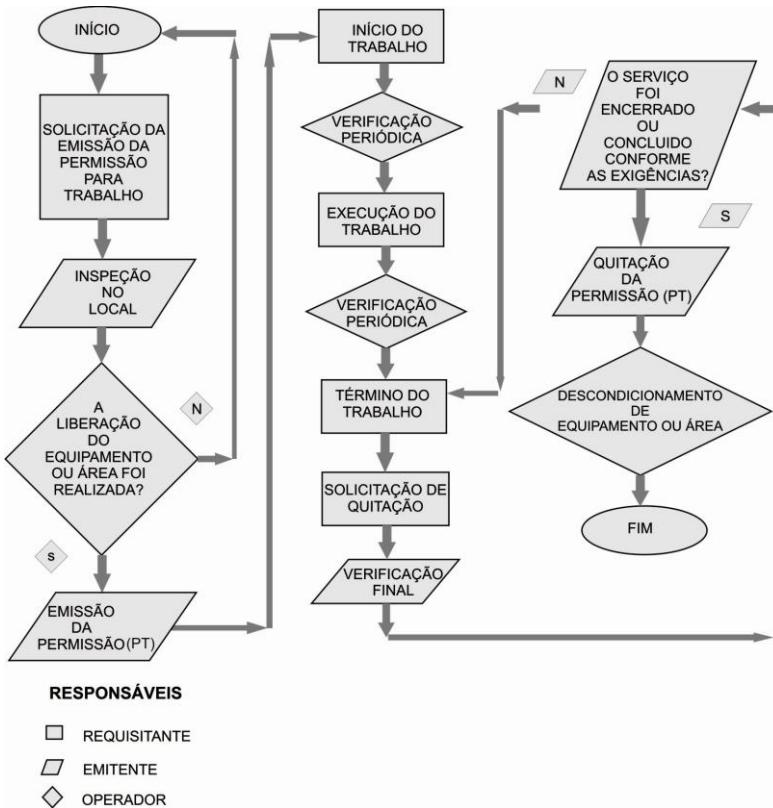 INÍCIO
SOLICITAÇÃO DA
EMISSÃO DA
PERMISSÃO
PARA
TRABALHO
INSPEÇÃO
NO
LOCAL
A
LIBERAÇÃO
DO
EQUIPAMENTO
OU ÁREA FOI
REALIZADA?
N
s
EMISSÃO
DA
PERMISSÃO(PT)
INÍCIO DO
TRABALHO
VERIFICAÇÃO
PERIÓDICA
EXECUÇÃO DO
TRABALHO
VERIFICAÇÃO
PERIÓDICA
TÉRMINO DO
TRABALHO
SOLICITAÇÃO DE
QUITAÇÃO
VERIFICAÇÃO
FINAL
O SERVIÇO
FOI
ENCERRADO
OU
CONCLUIDO
CONFORME
AS EXIGÊNCIAS?
N
S
QUITAÇÃO
DA
PERMISSÃO (PT)
DESCONDICIONAMENTO
DE
EQUIPAMENTO OU ÁREA
FIM
RESPONSÁVEIS
REQUISITANTE
EMITENTE
OPERADOR